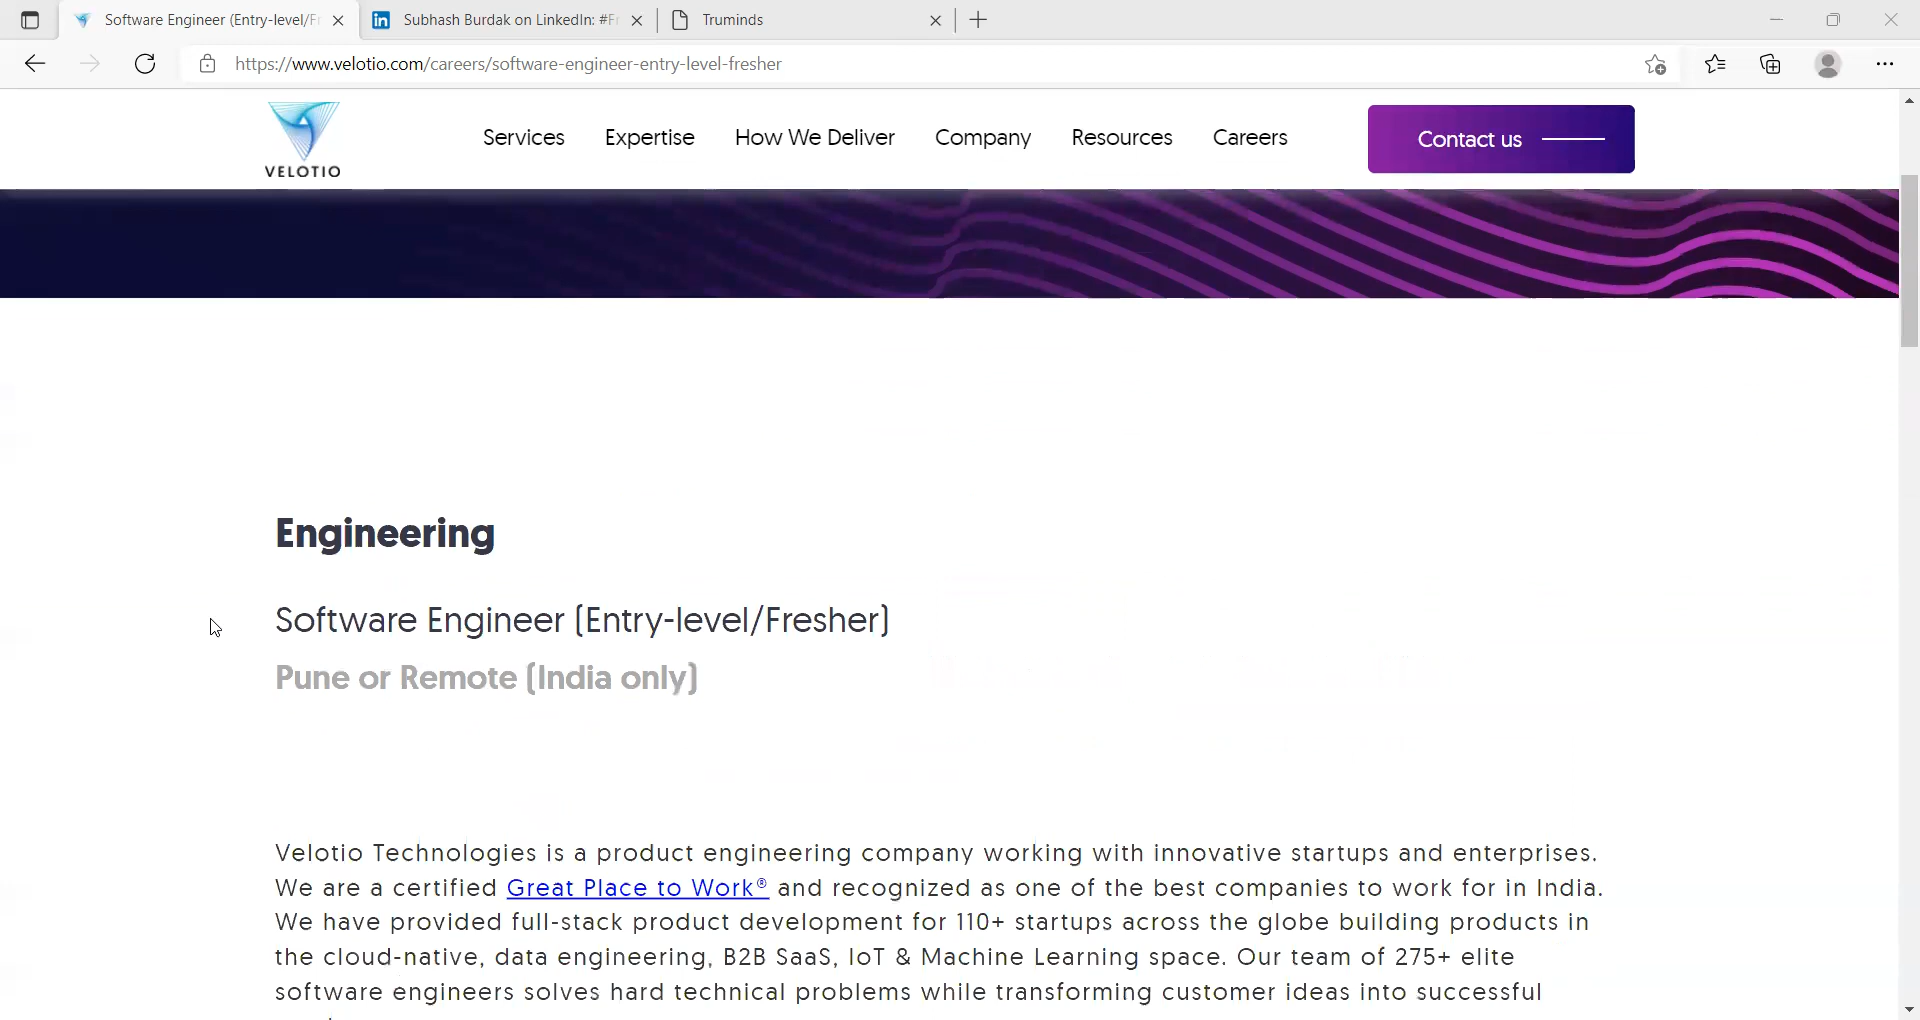 Software Engineer (Entry-level/F
Subhash Burdak on LinkedIn: #F
Truminds
https://www.velotio.com/careers/software-engineer-entry-level-fresher
VELOTIO
Services
Expertise
How We Deliver
Company
Resources
Careers
Contact us
Engineering
Software Engineer (Entry-level/Fresher)
Pune or Remote (India only)
Velotio Technologies is a product engineering company working with innovative startups and enterprises.
We are a certified Great Place to Work® and recognized as one of the best companies to work for in India.
We have provided full-stack product development for 110+ startups across the globe building products in
the cloud-native, data engineering, B2B SaaS, IoT & Machine Learning space. Our team of 275+ elite
software engineers solves hard technical problems while transforming customer ideas into successful